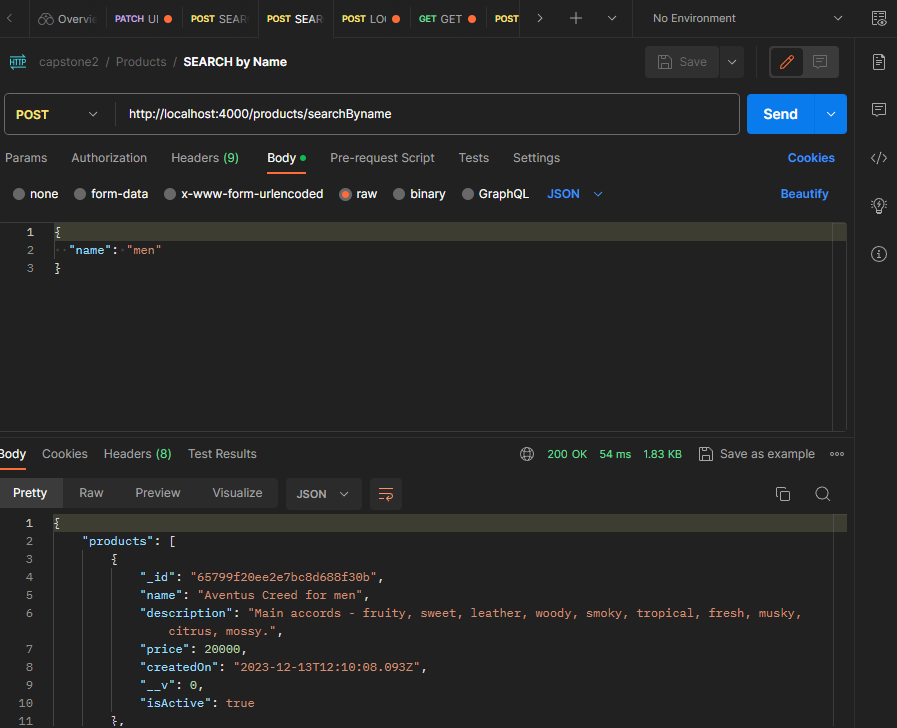 Overvi PATCH UI POST SEAR POST SEAR POST LOG GET GET POST No Environment
HTTP capstone2 / Products / SEARCH by Name Save
POST http://localhost:4000/products/searchByname Send
Params Authorization Headers (9) Body Pre-request Script Tests Settings Cookies
none form-data x-www-form-urlencoded raw binary GraphQL JSON Beautify
1 {
2 "name": "men"
3 }
Body Cookies Headers (8) Test Results 200 OK 54 ms 1.83 KB Save as example
Pretty Raw Preview Visualize JSON
1 {
2 "products": [
3 {
4 "_id": "65799f20ee2e7bc8d688f30b",
5 "name": "Aventus Creed for men",
6 "description": "Main accords - fruity, sweet, leather, woody, smoky, tropical, fresh, musky,
citrus, mossy.",
7 "price": 20000,
8 "createdOn": "2023-12-13T12:10:08.093Z",
9 "__v": 0,
10 "isActive": true
11 },